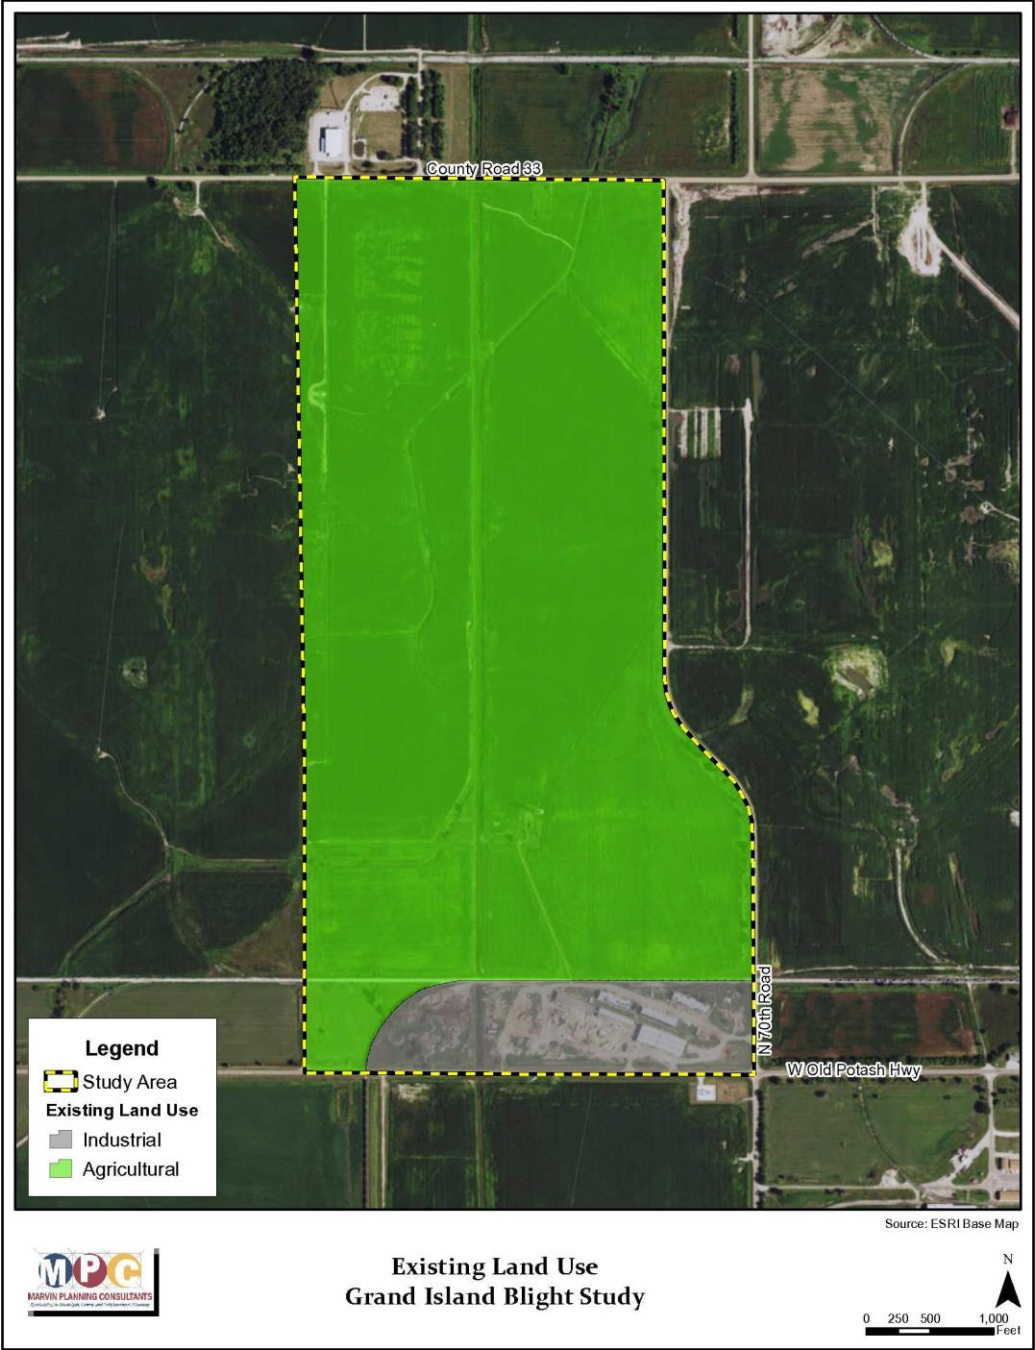 County Road 33
N 70th Road
W Old Potash Hwy
Legend
Study Area
Existing Land Use
Industrial
Agricultural
Source: ESRI Base Map
MPC
MARVIN PLANNING CONSULTANTS
Existing Land Use
Grand Island Blight Study
N
0 250 500 1,000
Feet